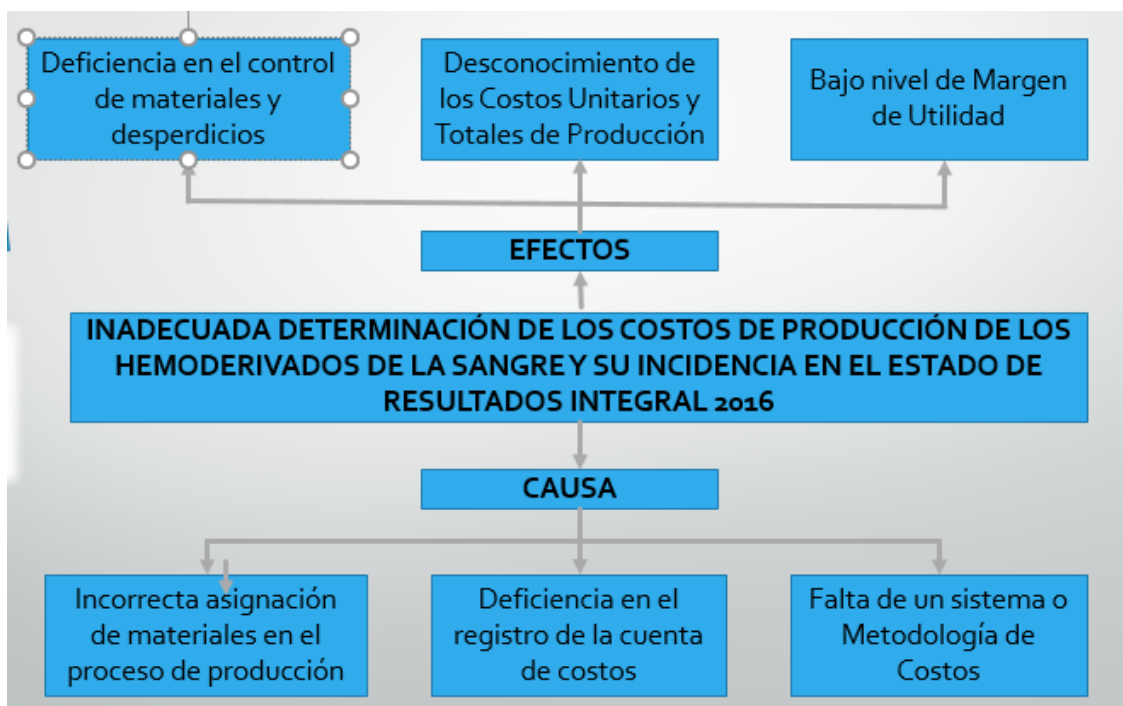 Deficiencia en el control
de materiales y
desperdicios
Desconocimiento de
los Costos Unitarios y
Totales de Producción
Bajo nivel de Margen
de Utilidad
EFECTOS
INADECUADA DETERMINACIÓN DE LOS COSTOS DE PRODUCCIÓN DE LOS
HEMODERIVADOS DE LA SANGRE Y SU INCIDENCIA EN EL ESTADO DE
RESULTADOS INTEGRAL 2016
CAUSA
Incorrecta asignación
de materiales en el
proceso de producción
Deficiencia en el
registro de la cuenta
de costos
Falta de un sistema o
Metodología de
Costos